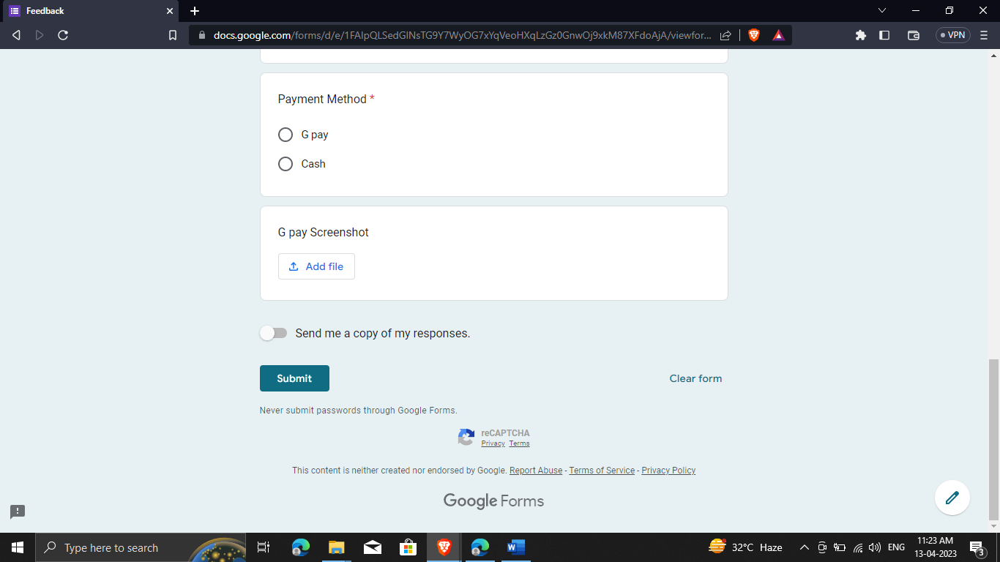 Feedback
docs.google.com/forms/d/e/1FAIpQLSedGlNsTG9Y7WyOG7xYqVeoHXqLzGz0GnwOj9xkM87XFdoAjA/viewfor...
VPN
Payment Method *
G pay
Cash
G pay Screenshot
Add file
Send me a copy of my responses.
Submit
Clear form
Never submit passwords through Google Forms.
reCAPTCHA
Privacy Terms
This content is neither created nor endorsed by Google. Report Abuse - Terms of Service - Privacy Policy
Google Forms
Type here to search
W
32°C Haze
ENG
11:23 AM
13-04-2023
3